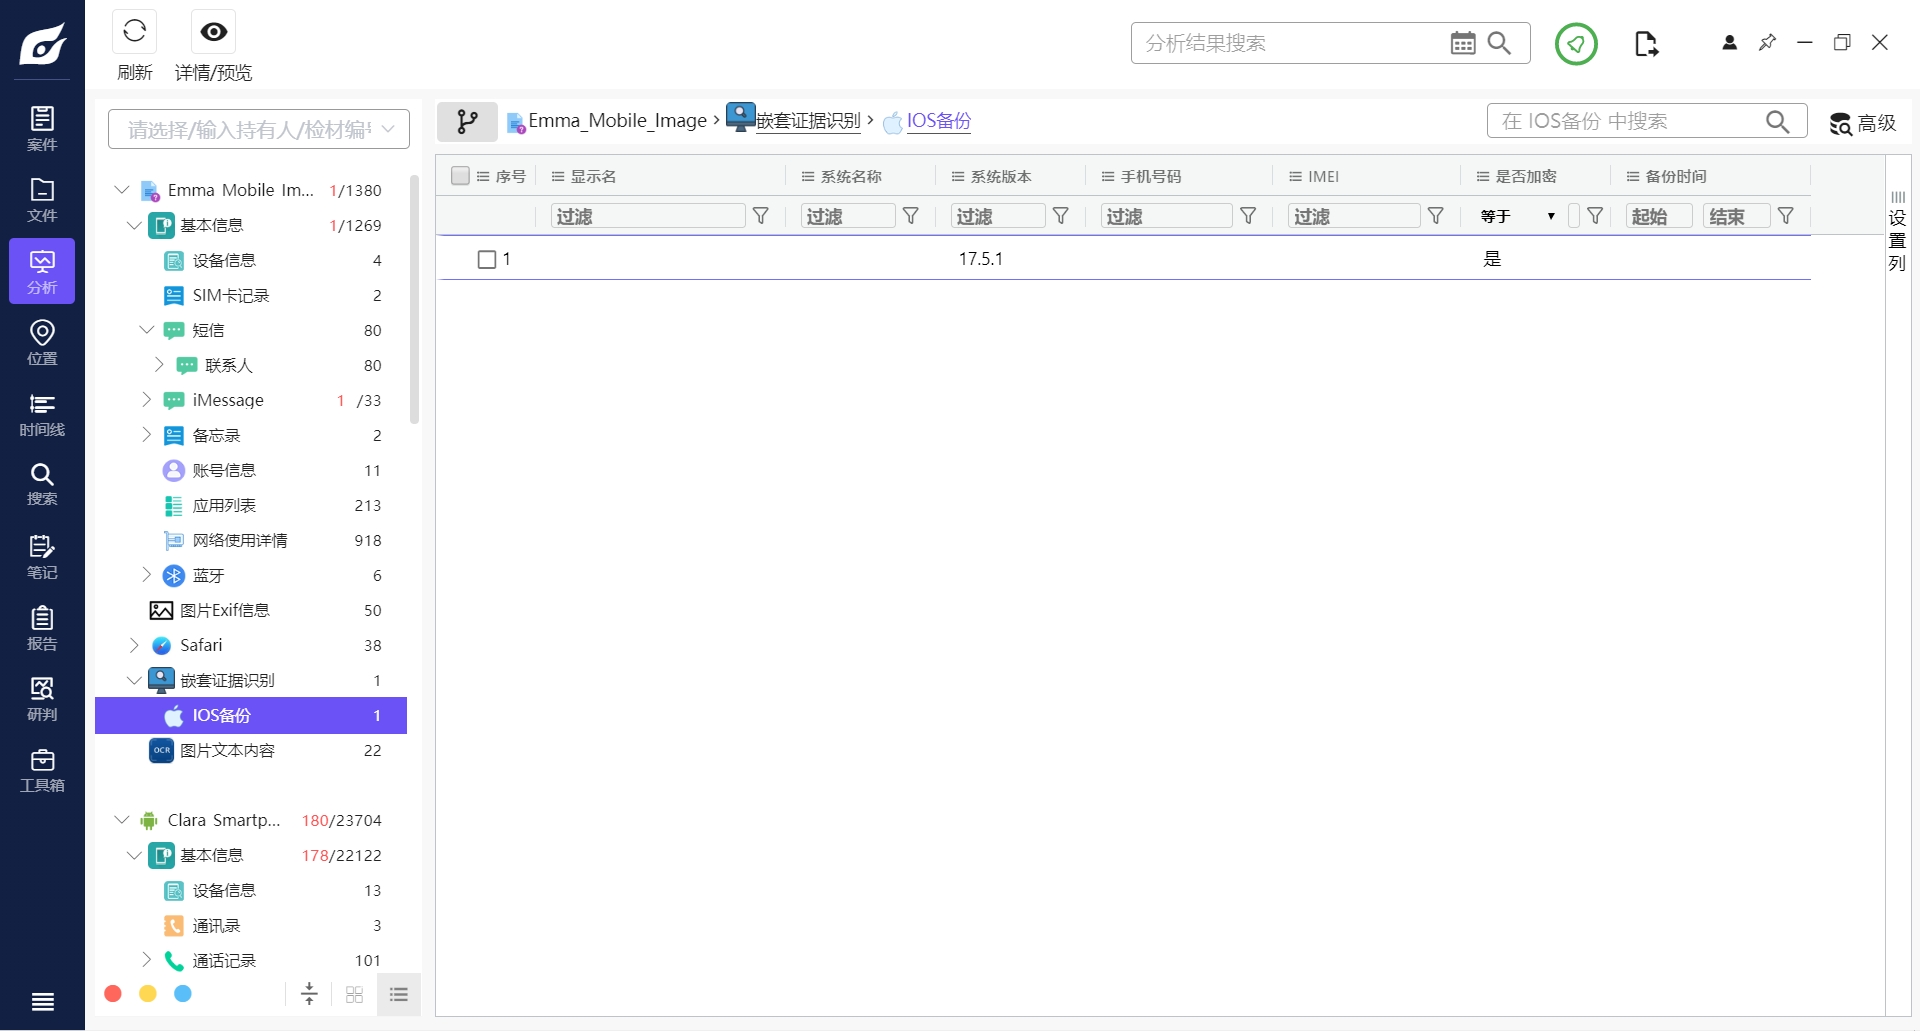 刷新
详情/预览
分析结果搜索
案件
文件
分析
位置
时间线
搜索
笔记
报告
研判
工具箱
请选择/输入持有人/检材编号
Emma Mobile Im... 1/1380
基本信息 1/1269
设备信息 4
SIM卡记录 2
短信 80
联系人 80
iMessage 1 /33
备忘录 2
账号信息 11
应用列表 213
网络使用详情 918
蓝牙 6
图片Exif信息 50
Safari 38
嵌套证据识别 1
IOS备份 1
OCR 图片文本内容 22
Clara Smartp... 180/23704
基本信息 178/22122
设备信息 13
通讯录 3
通话记录 101
Emma_Mobile_Image > 嵌套证据识别 > IOS备份
在 IOS备份 中搜索
高级
序号 显示名 系统名称 系统版本 手机号码 IMEI 是否加密 备份时间
过滤 过滤 过滤 过滤 过滤 等于 起始 结束
1 17.5.1 是
设置列